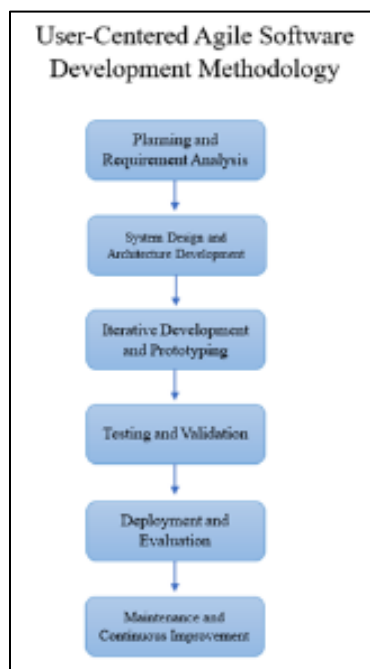 User-Centered Agile Software
Development Methodology
Planning and
Requirement Analysis
System Design and
Architecture Development
Iterative Development
and Prototyping
Testing and Validation
Deployment and
Evaluation
Maintenance and
Continuous Improvement